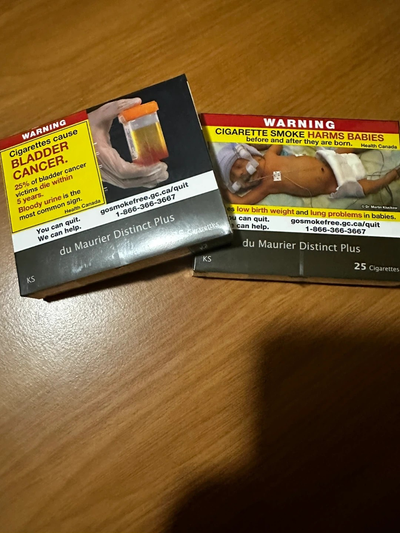 WARNING
Cigarettes cause
BLADDER
CANCER.
25% of bladder cancer
victims die within
5 years.
Bloody urine is the
most common sign.
Health Canada
You can quit.
We can help.
gosmokefree.gc.ca/quit
1-866-366-3667
du Maurier Distinct Plus
KS
WARNING
CIGARETTE SMOKE HARMS BABIES
before and after they are born.
Health Canada
low birth weight and lung problems in babies.
You can quit.
help.
gosmokefree.gc.ca/quit
1-866-366-3667
du Maurier Distinct Plus
KS
25 Cigarettes